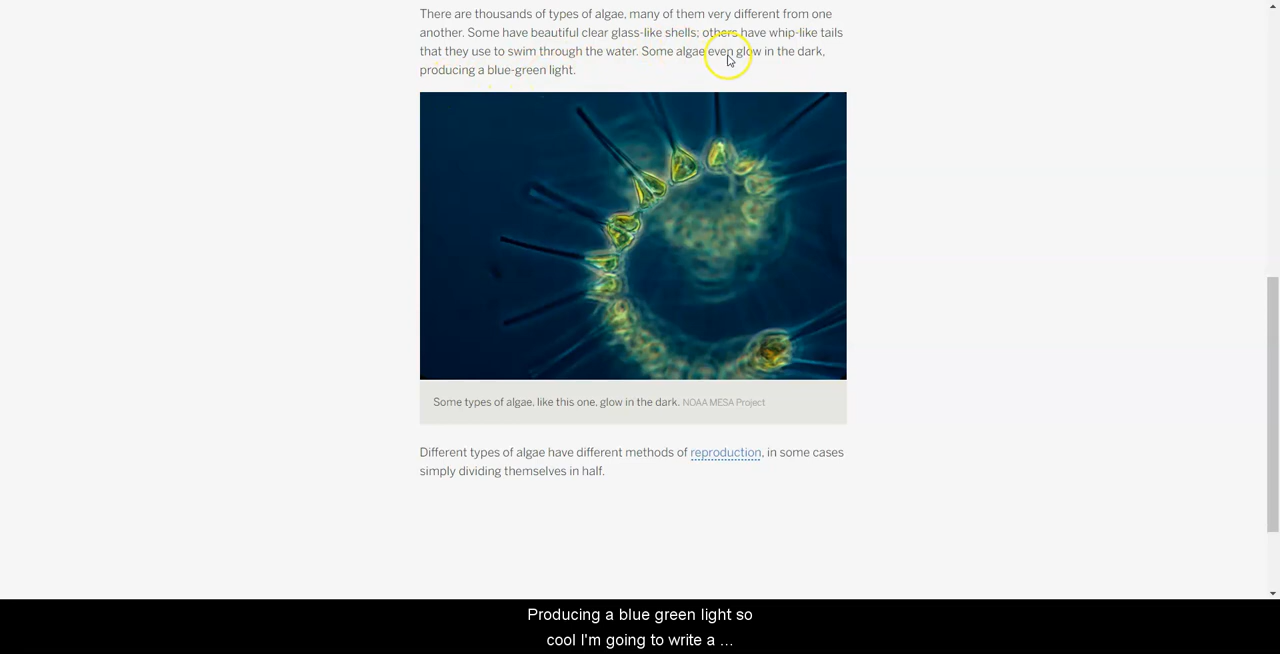 There are thousands of types of algae, many of them very different from one
another. Some have beautiful clear glass-like shells; others have whip-like tails
that they use to swim through the water. Some algae even glow in the dark,
producing a blue-green light.
Some types of algae, like this one, glow in the dark. NOAA MESA Project
Different types of algae have different methods of reproduction, in some cases
simply dividing themselves in half.
Producing a blue green light so
cool I'm going to write a ...